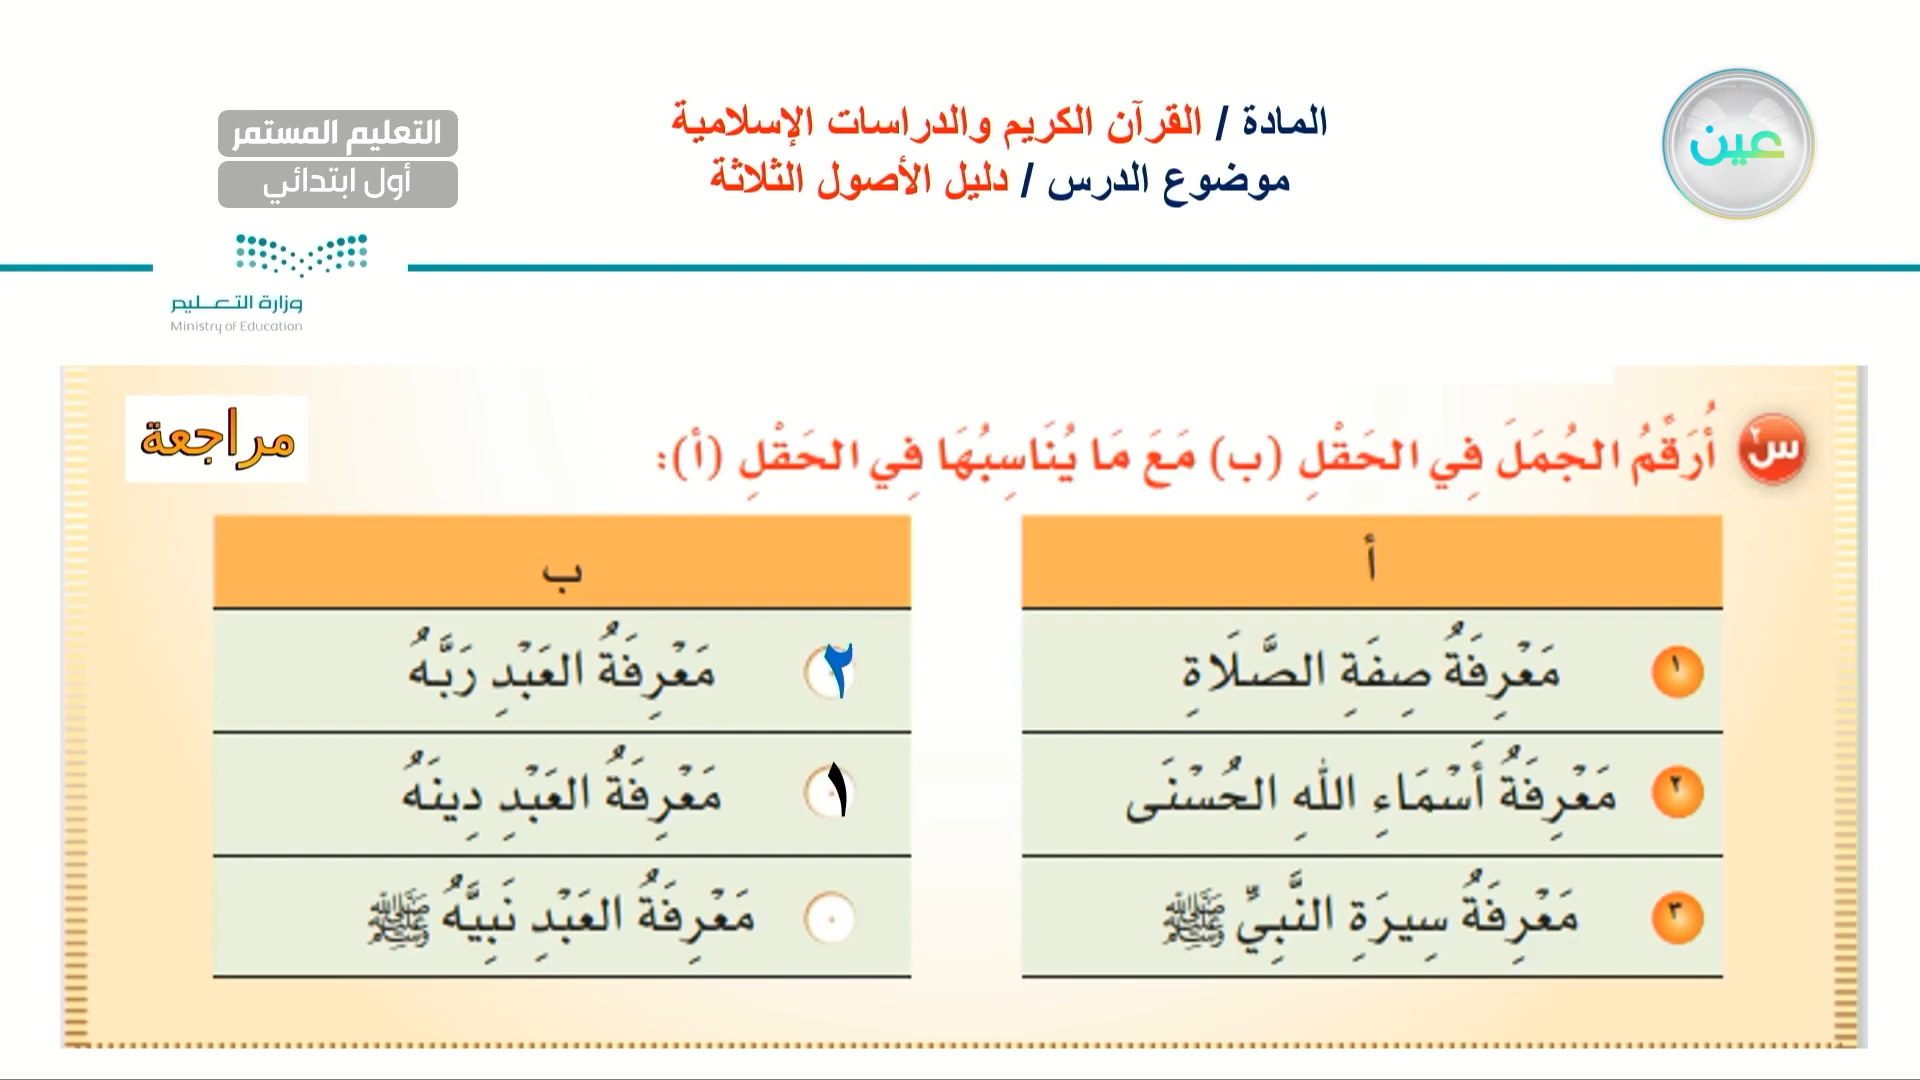 المادة / القرآن الكريم والدراسات الإسلامية
موضوع الدرس / دليل الأصول الثلاثة
عين
التعليم المستمر
أول ابتدائي
وزارة التعليم
Ministry of Education
مراجعة
س٢ أُرَقِّمُ الجُمَلَ فِي الحَقْلِ (ب) مَعَ مَا يُنَاسِبُهَا فِي الحَقْلِ (أ):
أ
١ مَعْرِفَةُ صِفَةِ الصَّلَاةِ
٢ مَعْرِفَةُ أَسْمَاءِ اللهِ الحُسْنَى
٣ مَعْرِفَةُ سِيرَةِ النَّبِيِّ ﷺ
ب
٢ مَعْرِفَةُ العَبْدِ رَبَّهُ
١ مَعْرِفَةُ العَبْدِ دِينَهُ
مَعْرِفَةُ العَبْدِ نَبِيَّهُ ﷺ